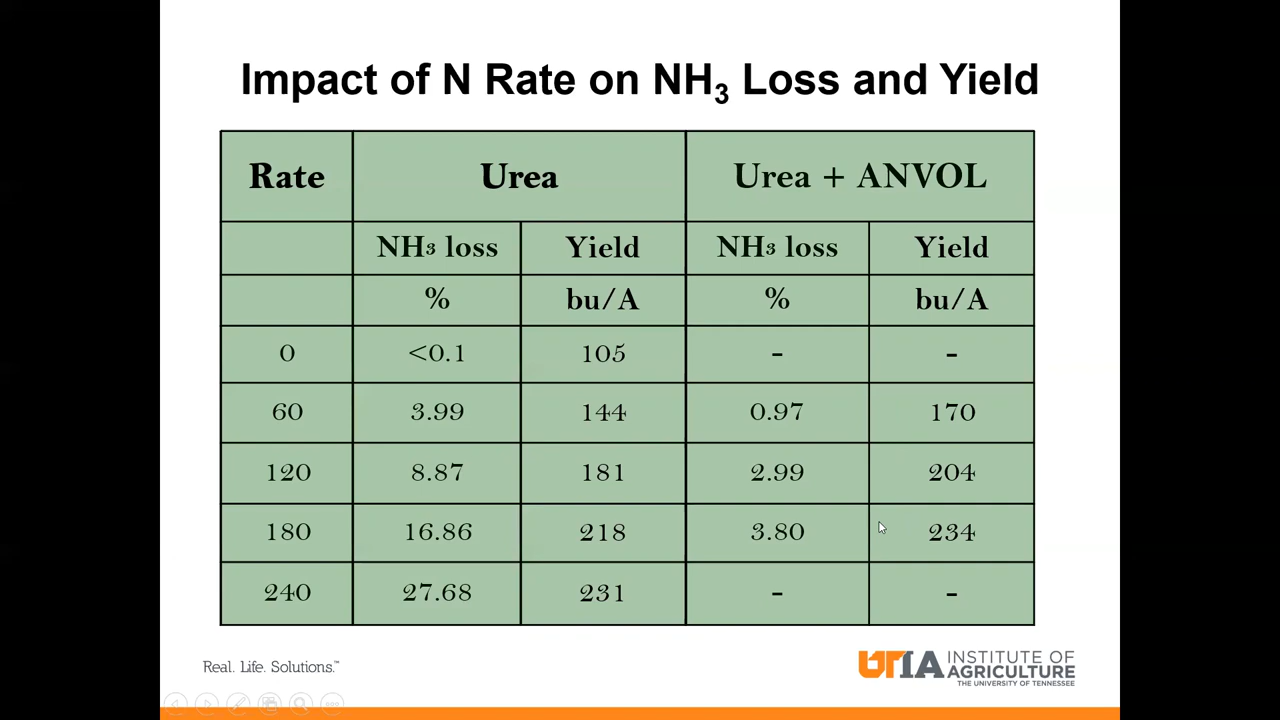 Impact of N Rate on NH₃ Loss and Yield
Rate Urea Urea + ANVOL
NH₃ loss Yield NH₃ loss Yield
% bu/A % bu/A
0 <0.1 105 - -
60 3.99 144 0.97 170
120 8.87 181 2.99 204
180 16.86 218 3.80 234
240 27.68 231 - -
Real. Life. Solutions.™
UTIA INSTITUTE OF
AGRICULTURE
THE UNIVERSITY OF TENNESSEE